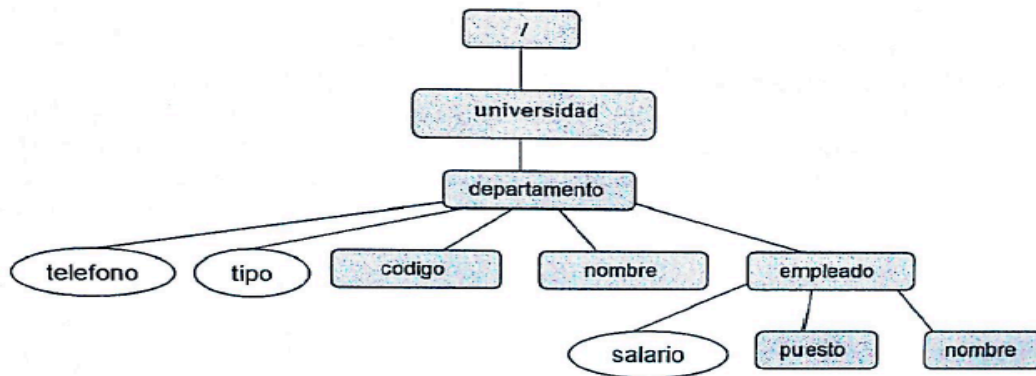 /
universidad
departamento
telefono
tipo
codigo
nombre
empleado
salario
puesto
nombre